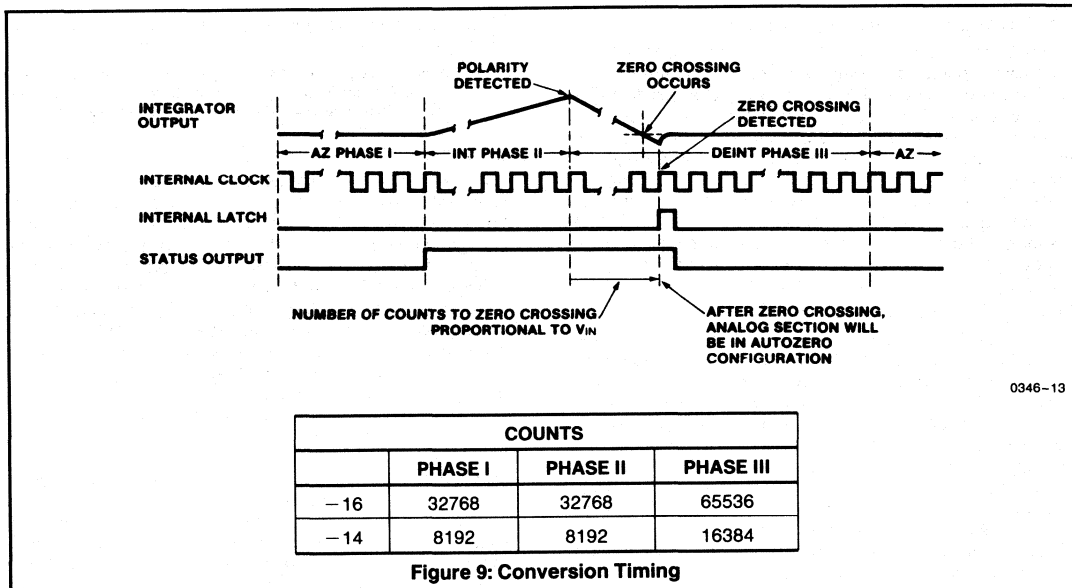 POLARITY
DETECTED
ZERO CROSSING
OCCURS
ZERO CROSSING
DETECTED
INTEGRATOR
OUTPUT
AZ PHASE I
INT PHASE II
DEINT PHASE III
AZ
INTERNAL CLOCK
INTERNAL LATCH
STATUS OUTPUT
NUMBER OF COUNTS TO ZERO CROSSING
PROPORTIONAL TO VIN
AFTER ZERO CROSSING,
ANALOG SECTION WILL
BE IN AUTOZERO
CONFIGURATION
0346-13
COUNTS
PHASE I PHASE II PHASE III
-16 32768 32768 65536
-14 8192 8192 16384
Figure 9: Conversion Timing